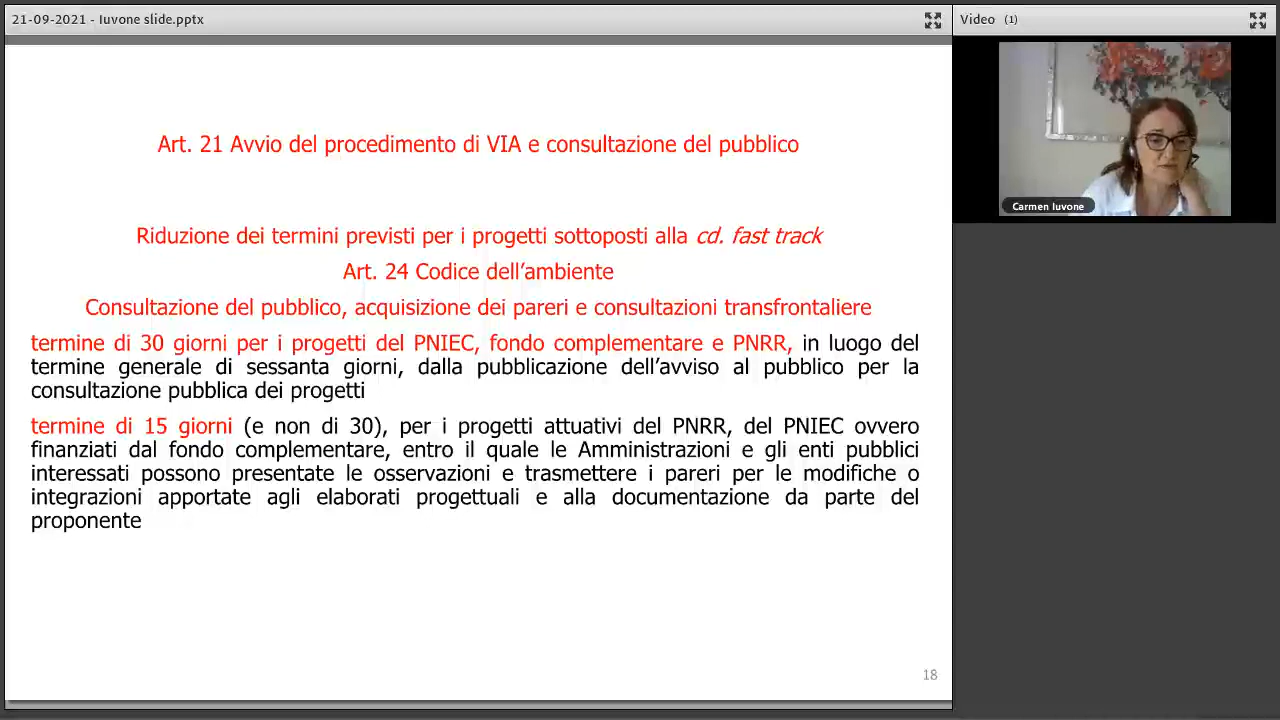 21-09-2021 - Iuvone slide.pptx
Video (1)
Carmen Iuvone
Art. 21 Avvio del procedimento di VIA e consultazione del pubblico
Riduzione dei termini previsti per i progetti sottoposti alla cd. fast track
Art. 24 Codice dell’ambiente
Consultazione del pubblico, acquisizione dei pareri e consultazioni transfrontaliere
termine di 30 giorni per i progetti del PNIEC, fondo complementare e PNRR, in luogo del
termine generale di sessanta giorni, dalla pubblicazione dell’avviso al pubblico per la
consultazione pubblica dei progetti
termine di 15 giorni (e non di 30), per i progetti attuativi del PNRR, del PNIEC ovvero
finanziati dal fondo complementare, entro il quale le Amministrazioni e gli enti pubblici
interessati possono presentate le osservazioni e trasmettere i pareri per le modifiche o
integrazioni apportate agli elaborati progettuali e alla documentazione da parte del
proponente
18